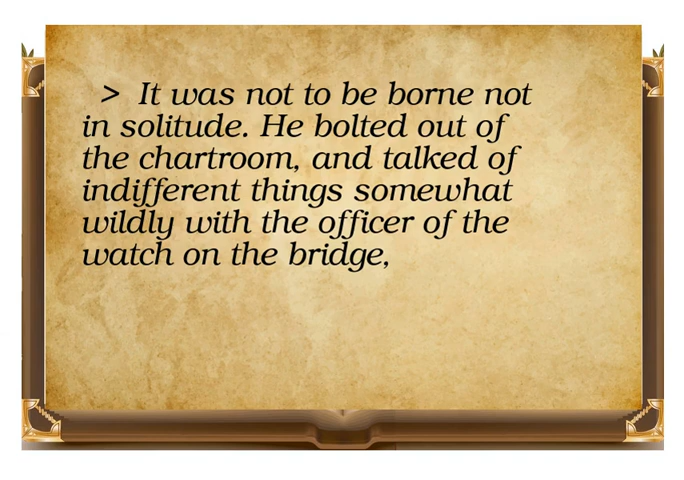 > It was not to be borne not
in solitude. He bolted out of
the chartroom, and talked of
indifferent things somewhat
wildly with the officer of the
watch on the bridge,